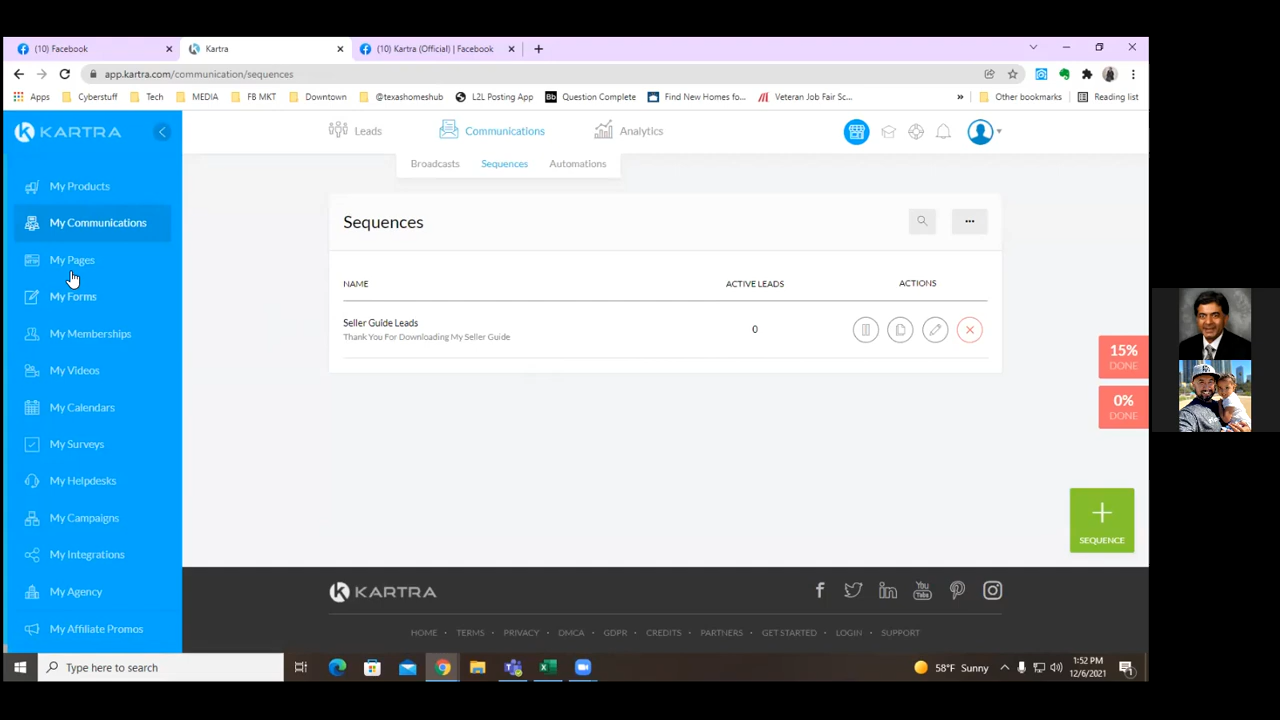 (10) Facebook
Kartra
(10) Kartra (Official) | Facebook
app.kartra.com/communication/sequences
Apps
Cyberstuff
Tech
MEDIA
FB MKT
Downtown
@texashomeshub
L2L Posting App
Bb Question Complete
Find New Homes fo...
Veteran Job Fair Sc...
»
Other bookmarks
Reading list
KARTRA
Leads
Communications
Analytics
Broadcasts
Sequences
Automations
My Products
My Communications
My Pages
My Forms
My Memberships
My Videos
My Calendars
My Surveys
My Helpdesks
My Campaigns
My Integrations
My Agency
My Affiliate Promos
Sequences
NAME
ACTIVE LEADS
ACTIONS
Seller Guide Leads
Thank You For Downloading My Seller Guide
0
15%
DONE
0%
DONE
+
SEQUENCE
KARTRA
You Tube
HOME · TERMS · PRIVACY · DMCA · GDPR · CREDITS · PARTNERS · GET STARTED · LOGIN · SUPPORT
Type here to search
58°F Sunny
1:52 PM
12/6/2021
1